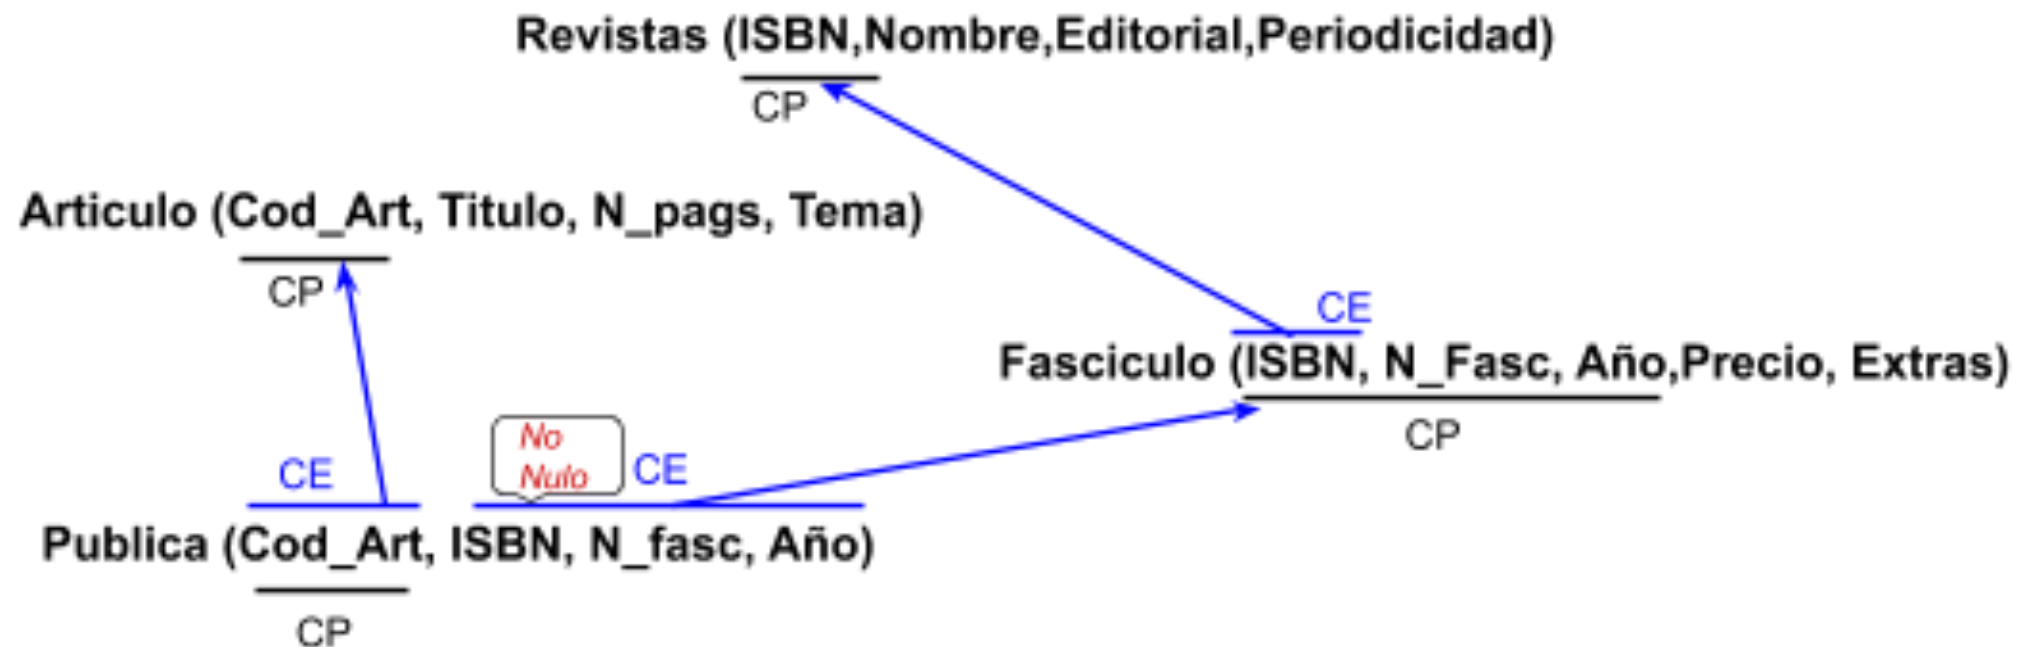 Revistas (ISBN,Nombre,Editorial,Periodicidad)
CP
Articulo (Cod_Art, Titulo, N_pags, Tema)
CP
CE
Fasciculo (ISBN, N_Fasc, Año,Precio, Extras)
CP
No
Nulo
CE
CE
Publica (Cod_Art, ISBN, N_fasc, Año)
CP